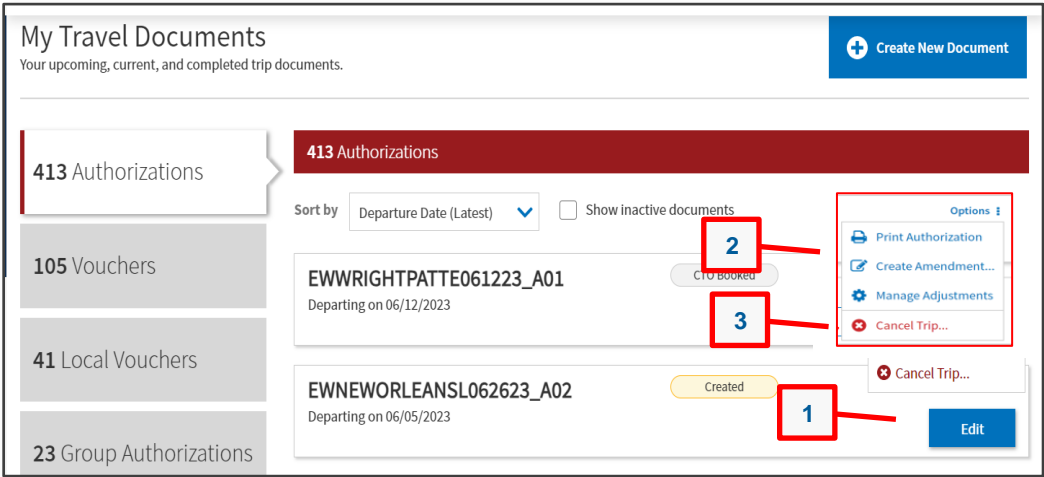 My Travel Documents
Your upcoming, current, and completed trip documents.
Create New Document
413 Authorizations
105 Vouchers
41 Local Vouchers
23 Group Authorizations
413 Authorizations
Sort by Departure Date (Latest) Show inactive documents
Options
2
Print Authorization
Create Amendment...
Manage Adjustments
3
Cancel Trip...
EWWRIGHTPATTE061223_A01
CTO Booked
Departing on 06/12/2023
Cancel Trip...
EWNEWORLEANSL062623_A02
Created
Departing on 06/05/2023
1
Edit